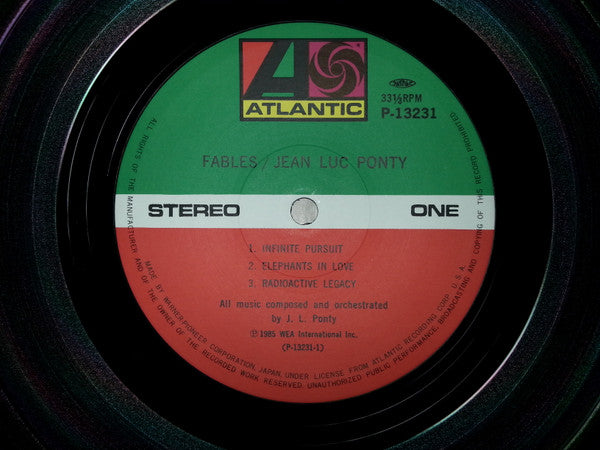 ATLANTIC
33⅓RPM
P-13231
FABLES / JEAN LUC PONTY
STEREO
ONE
1. INFINITE PURSUIT
2. ELEPHANTS IN LOVE
3. RADIOACTIVE LEGACY
All music composed and orchestrated
by J. L. Ponty
Ⓟ 1985 WEA International Inc.
(P-13231-1)
MADE BY WARNER-PIONEER CORPORATION, JAPAN, UNDER LICENSE FROM ATLANTIC RECORDING CORP., U.S.A.
ALL RIGHTS OF THE MANUFACTURER AND OF THE OWNER OF THE RECORDED WORK RESERVED. UNAUTHORIZED PUBLIC PERFORMANCE, BROADCASTING AND COPYING OF THIS RECORD PROHIBITED